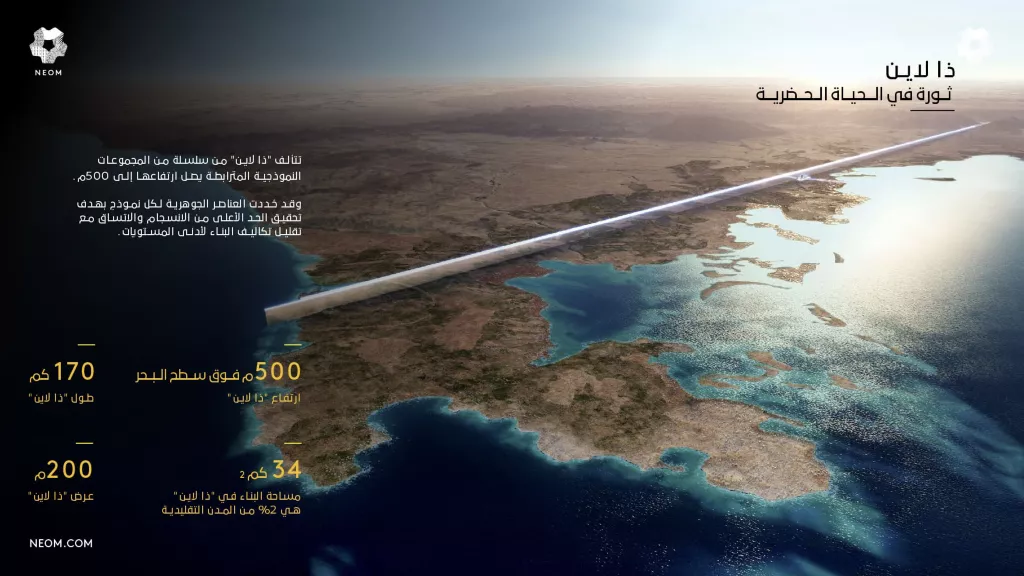 NEOM
ذا لاين
ثورة في الحياة الحضرية
تتألف "ذا لاين" من سلسلة من المجموعات
النموذجية المترابطة يصل ارتفاعها إلى 500م.
وقد حُددت العناصر الجوهرية لكل نموذج بهدف
تحقيق الحد الأعلى من الانسجام والاتساق مع
تقليل تكاليف البناء لأدنى المستويات.
500م فوق سطح البحر
ارتفاع "ذا لاين"
170 كم
طول "ذا لاين"
34 كم 2
مساحة البناء في "ذا لاين"
هي 2% من المدن التقليدية
200م
عرض "ذا لاين"
NEOM.COM